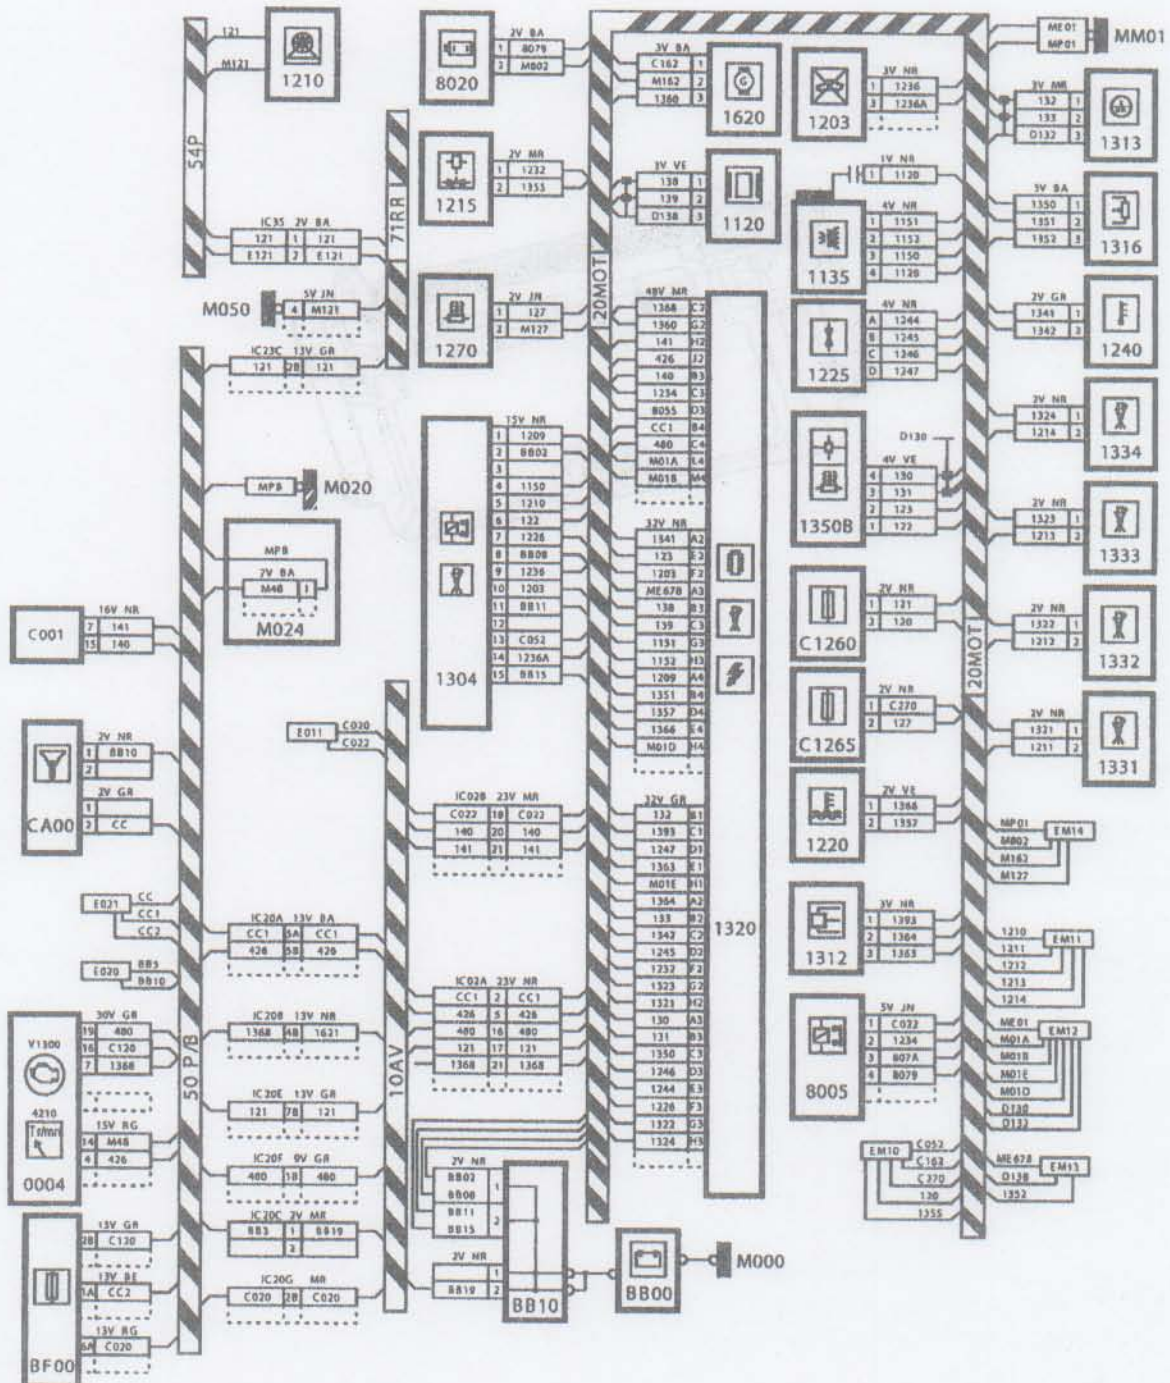 121
M121
1210
54P
IC35 2V BA
121 1 121
E121 2 E121
71RR
M050
5V JN
4 M121
IC23C 13V GR
121 2B 121
8020
2V BA
1 8079
2 M802
1215
2V MR
1 1232
2 1355
1270
2V JN
1 127
2 M127
3V BA
C162 1
M162 2
1360 3
1620
3V VE
138 1
139 2
D138 3
1120
20MOT
1203
3V NR
1 1236
3 1236A
1V NR
1 1120
1135
4V NR
1 1151
2 1152
3 1150
4 1120
1225
4V NR
A 1244
B 1245
C 1246
D 1247
D130
1350B
4V VE
4 130
3 131
2 123
1 122
C1260
2V NR
1 121
2 120
C1265
2V NR
1 C270
2 127
1220
2V VE
1 1368
2 1357
1312
3V NR
1 1393
2 1364
3 1363
8005
5V JN
1 C022
2 1234
3 807A
4 8079
ME01
MP01
MM01
3V MR
132 1
133 2
D132 3
1313
3V BA
1350 1
1351 2
1352 3
1316
2V GR
1341 1
1342 2
1240
2V NR
1324 1
1214 2
1334
2V NR
1323 1
1213 2
1333
2V NR
1322 1
1212 2
1332
2V NR
1321 1
1211 2
1331
20MOT
MP01
M802
M162
M127
EM14
1210
1211
1212
1213
1214
EM11
ME01
M01A
M01B
M01E
M01D
D130
D132
EM12
ME67B
D138
1352
EM13
EM10
C052
C162
C270
120
1355
48V MR
1368 C2
1360 G2
141 H2
426 J2
140 B3
1234 C3
8055 D3
CC1 B4
480 C4
M01A L4
M01B M4
32V NR
1341 A2
123 E2
1203 F2
ME67B A3
138 B3
139 C3
1151 G3
1152 H3
1209 A4
1351 B4
1357 D4
1366 E4
M01D H4
32V GR
132 B1
1393 C1
1247 D1
1363 E1
M01E H1
1364 A2
133 B2
1342 C2
1245 D2
1232 F2
1323 G2
1321 H2
130 A3
131 B3
1350 C3
1246 D3
1244 E3
1226 F3
1322 G3
1324 H3
1320
1304
15V NR
1 1209
2 BB02
3
4 1150
5 1210
6 122
7 1226
8 BB08
9 1236
10 1203
11 BB11
12
13 C052
14 1236A
15 BB15
MPB
M020
MPB
7V BA
M48 1
M024
C001
16V NR
7 141
15 140
CA00
2V NR
1 BB10
2
2V GR
1
2 CC
E021
CC
CC1
CC2
E020
BB3
BB10
50 P/B
V1300
4210
Tr/mn
0004
30V GR
19 480
16 C120
7 1368
15V RG
14 M48
4 426
BF00
13V GR
2B C120
13V BE
1A CC2
13V RG
6A C020
E011
C020
C022
10AV
IC20A 13V BA
CC1 5A CC1
426 5B 426
IC20B 13V NR
1368 4B 1621
IC20E 13V GR
121 7B 121
IC20F 9V GR
480 1B 480
IC20C 2V MR
BB3 1 BB19
2
IC20G MR
C020 2B C020
IC02B 23V MR
C022 18 C022
140 20 140
141 21 141
IC02A 23V NR
CC1 2 CC1
426 5 426
480 16 480
121 17 121
1368 21 1368
2V NR
BB02
BB08
1
BB11
BB15
2
2V NR
1
BB19 2
BB10
BB00
M000